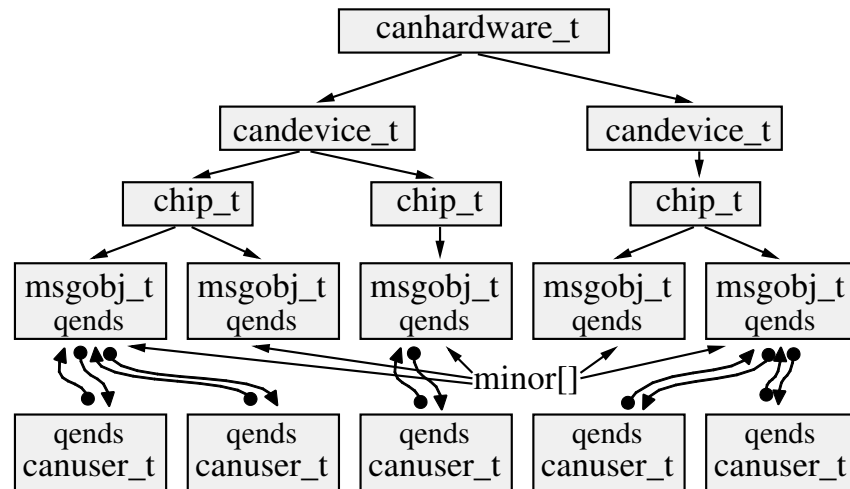 canhardware_t
candevice_t
candevice_t
chip_t
chip_t
chip_t
msgobj_t
qends
msgobj_t
qends
msgobj_t
qends
msgobj_t
qends
msgobj_t
qends
minor[]
qends
canuser_t
qends
canuser_t
qends
canuser_t
qends
canuser_t
qends
canuser_t